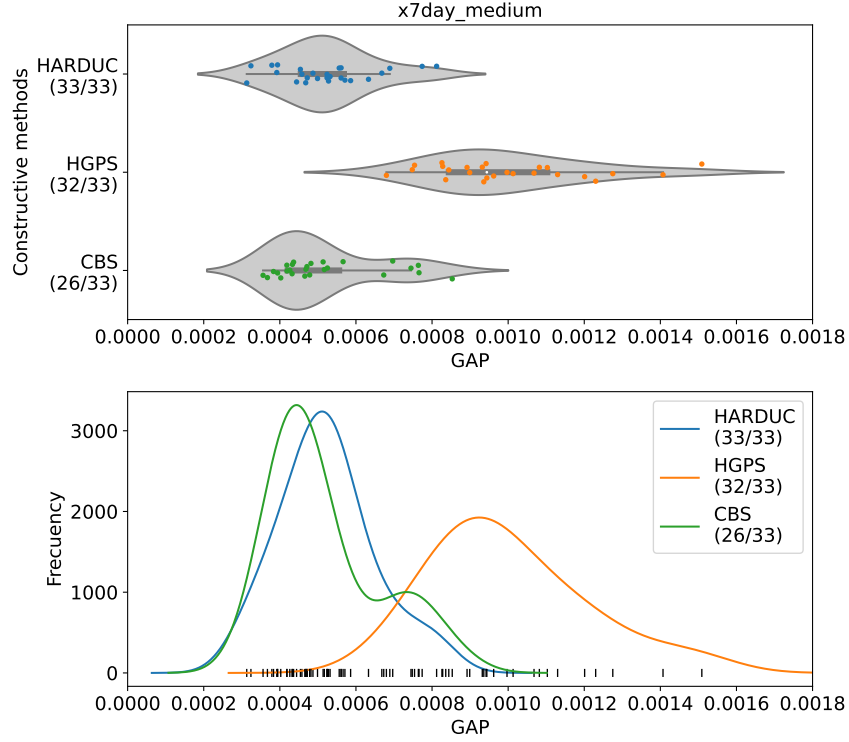 x7day_medium
Constructive methods
HARDUC
(33/33)
HGPS
(32/33)
CBS
(26/33)
0.0000 0.0002 0.0004 0.0006 0.0008 0.0010 0.0012 0.0014 0.0016 0.0018
GAP
Frecuency
3000
2000
1000
0
HARDUC
(33/33)
HGPS
(32/33)
CBS
(26/33)
0.0000 0.0002 0.0004 0.0006 0.0008 0.0010 0.0012 0.0014 0.0016 0.0018
GAP